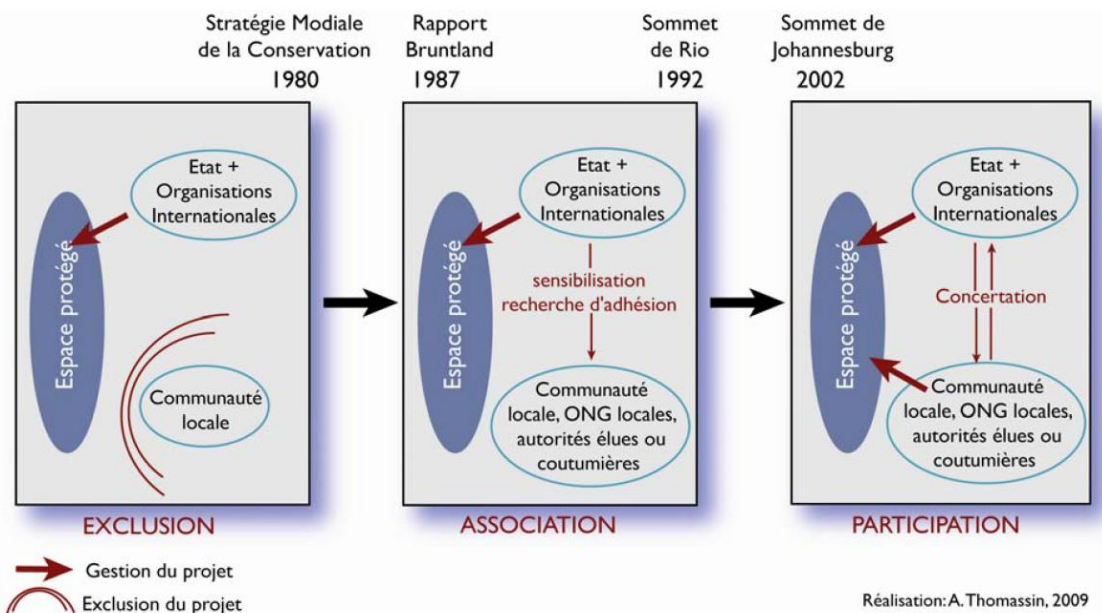 Stratégie Modiale
de la Conservation
1980
Rapport
Bruntland
1987
Sommet
de Rio
1992
Sommet de
Johannesburg
2002
Etat +
Organisations
Internationales
Espace protégé
Communauté
locale
EXCLUSION
Etat +
Organisations
Internationales
Espace protégé
sensibilisation
recherche d'adhésion
Communauté
locale, ONG locales,
autorités élues ou
coutumières
ASSOCIATION
Etat +
Organisations
Internationales
Espace protégé
Concertation
Communauté
locale, ONG locales,
autorités élues ou
coutumières
PARTICIPATION
Gestion du projet
Exclusion du projet
Réalisation: A. Thomassin, 2009